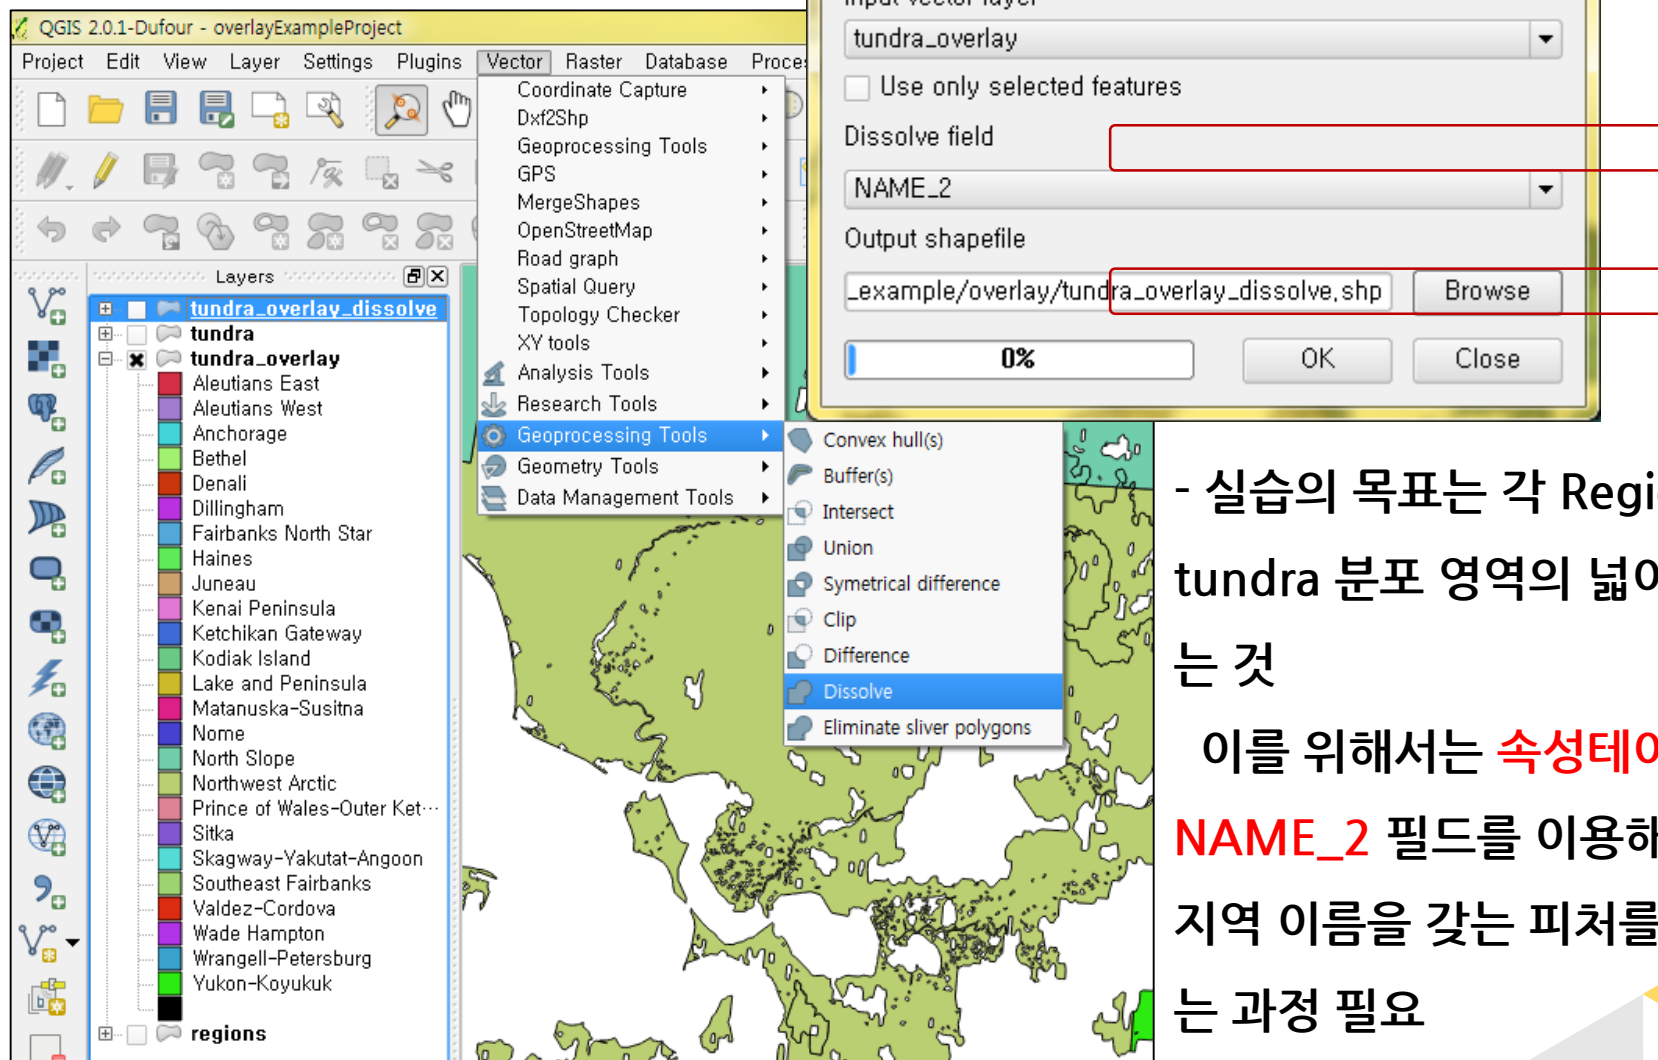 QGIS 2.0.1-Dufour - overlayExampleProject
Project Edit View Layer Settings Plugins Vector Raster Database
Coordinate Capture
Dxf2Shp
Geoprocessing Tools
GPS
MergeShapes
OpenStreetMap
Road graph
Spatial Query
Topology Checker
XY tools
Analysis Tools
Research Tools
Geoprocessing Tools
Geometry Tools
Data Management Tools
Convex hull(s)
Buffer(s)
Intersect
Union
Symetrical difference
Clip
Difference
Dissolve
Eliminate sliver polygons
Layers
tundra_overlay_dissolve
tundra
tundra_overlay
Aleutians East
Aleutians West
Anchorage
Bethel
Denali
Dillingham
Fairbanks North Star
Haines
Juneau
Kenai Peninsula
Ketchikan Gateway
Kodiak Island
Lake and Peninsula
Matanuska-Susitna
Nome
North Slope
Northwest Arctic
Prince of Wales-Outer Ket…
Sitka
Skagway-Yakutat-Angoon
Southeast Fairbanks
Valdez-Cordova
Wade Hampton
Wrangell-Petersburg
Yukon-Koyukuk
regions
Input vector layer
tundra_overlay
Use only selected features
Dissolve field
NAME_2
Output shapefile
_example/overlay/tundra_overlay_dissolve.shp Browse
0% OK Close
- 실습의 목표는 각
tundra 분포 영역의
는 것
이를 위해서는
NAME_2 필드를
지역 이름을 갖는 피처를
는 과정 필요